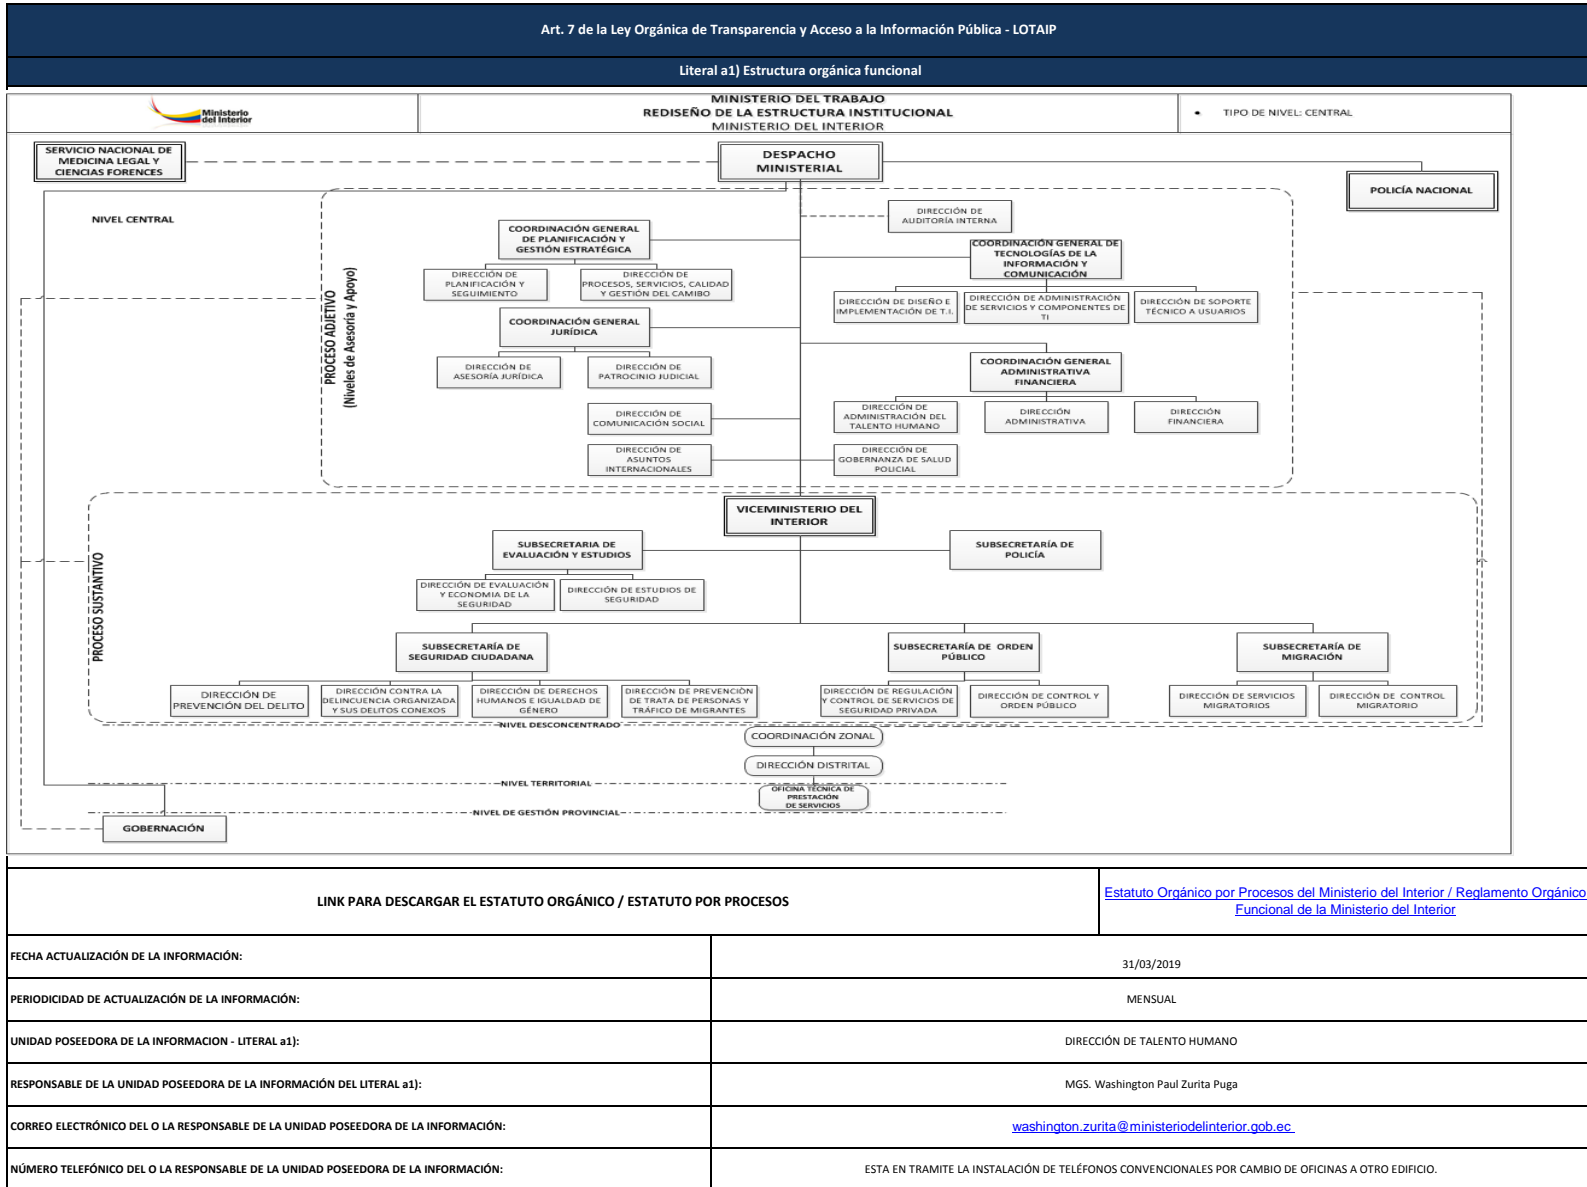 Art. 7 de la Ley Orgánica de Transparencia y Acceso a la Información Pública - LOTAIP
Literal a1) Estructura orgánica funcional
Ministerio
del Interior
MINISTERIO DEL TRABAJO
REDISEÑO DE LA ESTRUCTURA INSTITUCIONAL
MINISTERIO DEL INTERIOR
• TIPO DE NIVEL: CENTRAL
SERVICIO NACIONAL DE
MEDICINA LEGAL Y
CIENCIAS FORENCES
DESPACHO
MINISTERIAL
POLICÍA NACIONAL
NIVEL CENTRAL
DIRECCIÓN DE
AUDITORÍA INTERNA
COORDINACIÓN GENERAL
DE PLANIFICACIÓN Y
GESTIÓN ESTRATÉGICA
COORDINACIÓN GENERAL DE
TECNOLOGÍAS DE LA
INFORMACIÓN Y
COMUNICACIÓN
DIRECCIÓN DE
PLANIFICACIÓN Y
SEGUIMIENTO
DIRECCIÓN DE
PROCESOS, SERVICIOS, CALIDAD
Y GESTIÓN DEL CAMIBO
DIRECCIÓN DE DISEÑO E
IMPLEMENTACIÓN DE T.I.
DIRECCIÓN DE ADMINISTRACIÓN
DE SERVICIOS Y COMPONENTES DE
TI
DIRECCIÓN DE SOPORTE
TÉCNICO A USUARIOS
PROCESO ADJETIVO
(Niveles de Asesoría y Apoyo)
COORDINACIÓN GENERAL
JURÍDICA
DIRECCIÓN DE
ASESORÍA JURÍDICA
DIRECCIÓN DE
PATROCINIO JUDICIAL
COORDINACIÓN GENERAL
ADMINISTRATIVA
FINANCIERA
DIRECCIÓN DE
COMUNICACIÓN SOCIAL
DIRECCIÓN DE
ADMINISTRACIÓN DEL
TALENTO HUMANO
DIRECCIÓN
ADMINISTRATIVA
DIRECCIÓN
FINANCIERA
DIRECCIÓN DE
ASUNTOS
INTERNACIONALES
DIRECCIÓN DE
GOBERNANZA DE SALUD
POLICIAL
PROCESO SUSTANTIVO
VICEMINISTERIO DEL
INTERIOR
SUBSECRETARIA DE
EVALUACIÓN Y ESTUDIOS
SUBSECRETARÍA DE
POLICÍA
DIRECCIÓN DE EVALUACIÓN
Y ECONOMIA DE LA
SEGURIDAD
DIRECCIÓN DE ESTUDIOS DE
SEGURIDAD
SUBSECRETARÍA DE
SEGURIDAD CIUDADANA
SUBSECRETARÍA DE ORDEN
PÚBLICO
SUBSECRETARÍA DE
MIGRACIÓN
DIRECCIÓN DE
PREVENCIÓN DEL DELITO
DIRECCIÓN CONTRA LA
DELINCUENCIA ORGANIZADA
Y SUS DELITOS CONEXOS
DIRECCIÓN DE DERECHOS
HUMANOS E IGUALDAD DE
GÉNERO
DIRECCIÓN DE PREVENCIÓN
DE TRATA DE PERSONAS Y
TRÁFICO DE MIGRANTES
DIRECCIÓN DE REGULACIÓN
Y CONTROL DE SERVICIOS DE
SEGURIDAD PRIVADA
DIRECCIÓN DE CONTROL Y
ORDEN PÚBLICO
DIRECCIÓN DE SERVICIOS
MIGRATORIOS
DIRECCIÓN DE CONTROL
MIGRATORIO
NIVEL DESCONCENTRADO
COORDINACIÓN ZONAL
DIRECCIÓN DISTRITAL
NIVEL TERRITORIAL
OFICINA TÉCNICA DE
PRESTACIÓN
DE SERVICIOS
NIVEL DE GESTIÓN PROVINCIAL
GOBERNACIÓN
LINK PARA DESCARGAR EL ESTATUTO ORGÁNICO / ESTATUTO POR PROCESOS
Estatuto Orgánico por Procesos del Ministerio del Interior / Reglamento Orgánico
Funcional de la Ministerio del Interior
FECHA ACTUALIZACIÓN DE LA INFORMACIÓN:
31/03/2019
PERIODICIDAD DE ACTUALIZACIÓN DE LA INFORMACIÓN:
MENSUAL
UNIDAD POSEEDORA DE LA INFORMACION - LITERAL a1):
DIRECCIÓN DE TALENTO HUMANO
RESPONSABLE DE LA UNIDAD POSEEDORA DE LA INFORMACIÓN DEL LITERAL a1):
MGS. Washington Paul Zurita Puga
CORREO ELECTRÓNICO DEL O LA RESPONSABLE DE LA UNIDAD POSEEDORA DE LA INFORMACIÓN:
washington.zurita@ministeriodelinterior.gob.ec
NÚMERO TELEFÓNICO DEL O LA RESPONSABLE DE LA UNIDAD POSEEDORA DE LA INFORMACIÓN:
ESTA EN TRAMITE LA INSTALACIÓN DE TELÉFONOS CONVENCIONALES POR CAMBIO DE OFICINAS A OTRO EDIFICIO.